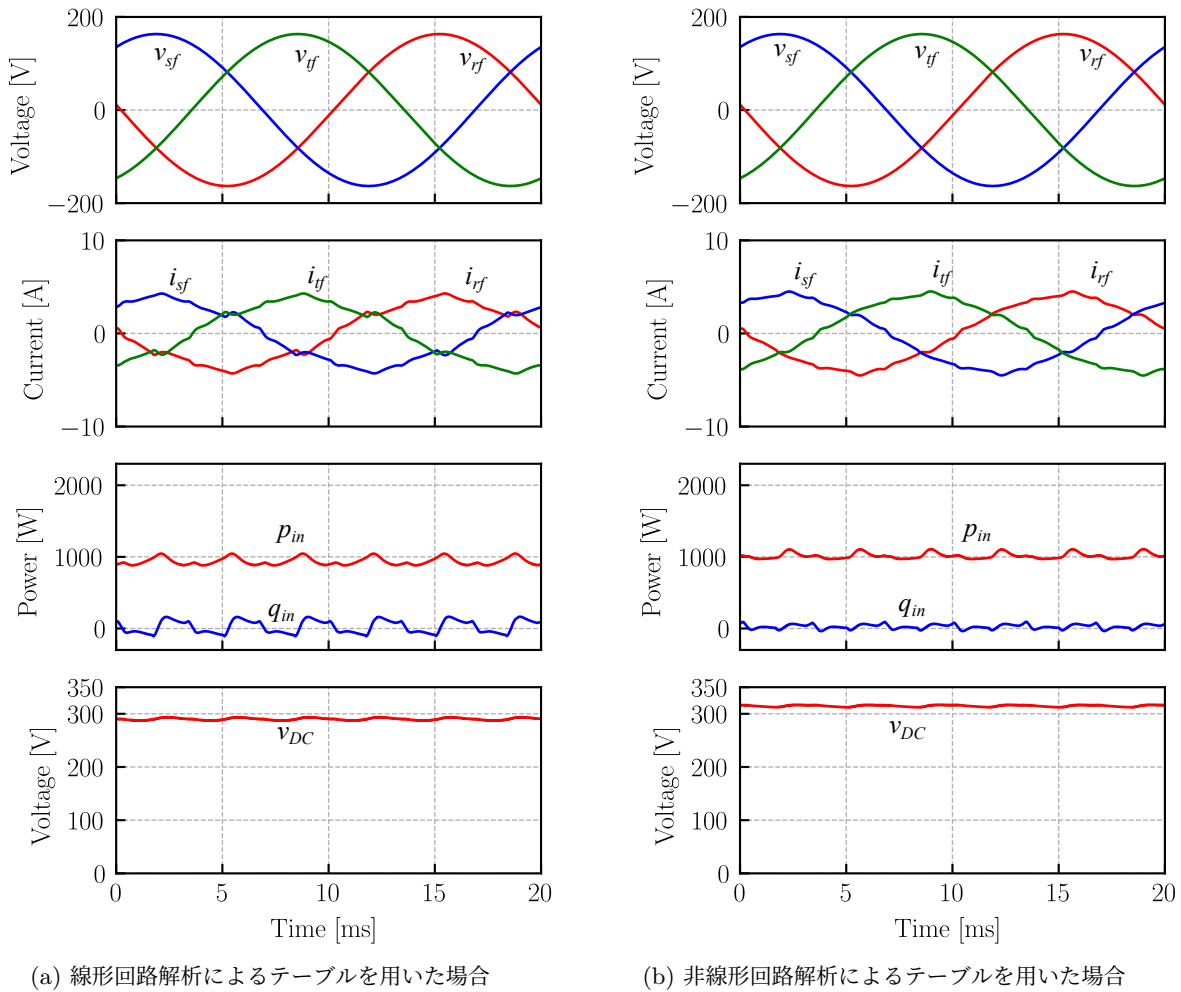 200
0
−200
Voltage [V]
v_sf
v_tf
v_rf
10
0
−10
Current [A]
i_sf
i_tf
i_rf
2000
1000
0
Power [W]
p_in
q_in
350
300
200
100
0
Voltage [V]
v_DC
0 5 10 15 20
Time [ms]
(a) 線形回路解析によるテーブルを用いた場合
200
0
−200
Voltage [V]
v_sf
v_tf
v_rf
10
0
−10
Current [A]
i_sf
i_tf
i_rf
2000
1000
0
Power [W]
p_in
q_in
350
300
200
100
0
Voltage [V]
v_DC
0 5 10 15 20
Time [ms]
(b) 非線形回路解析によるテーブルを用いた場合